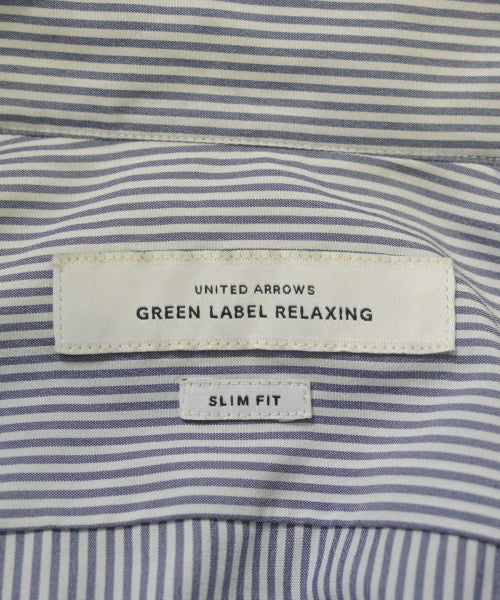 UNITED ARROWS
GREEN LABEL RELAXING
SLIM FIT